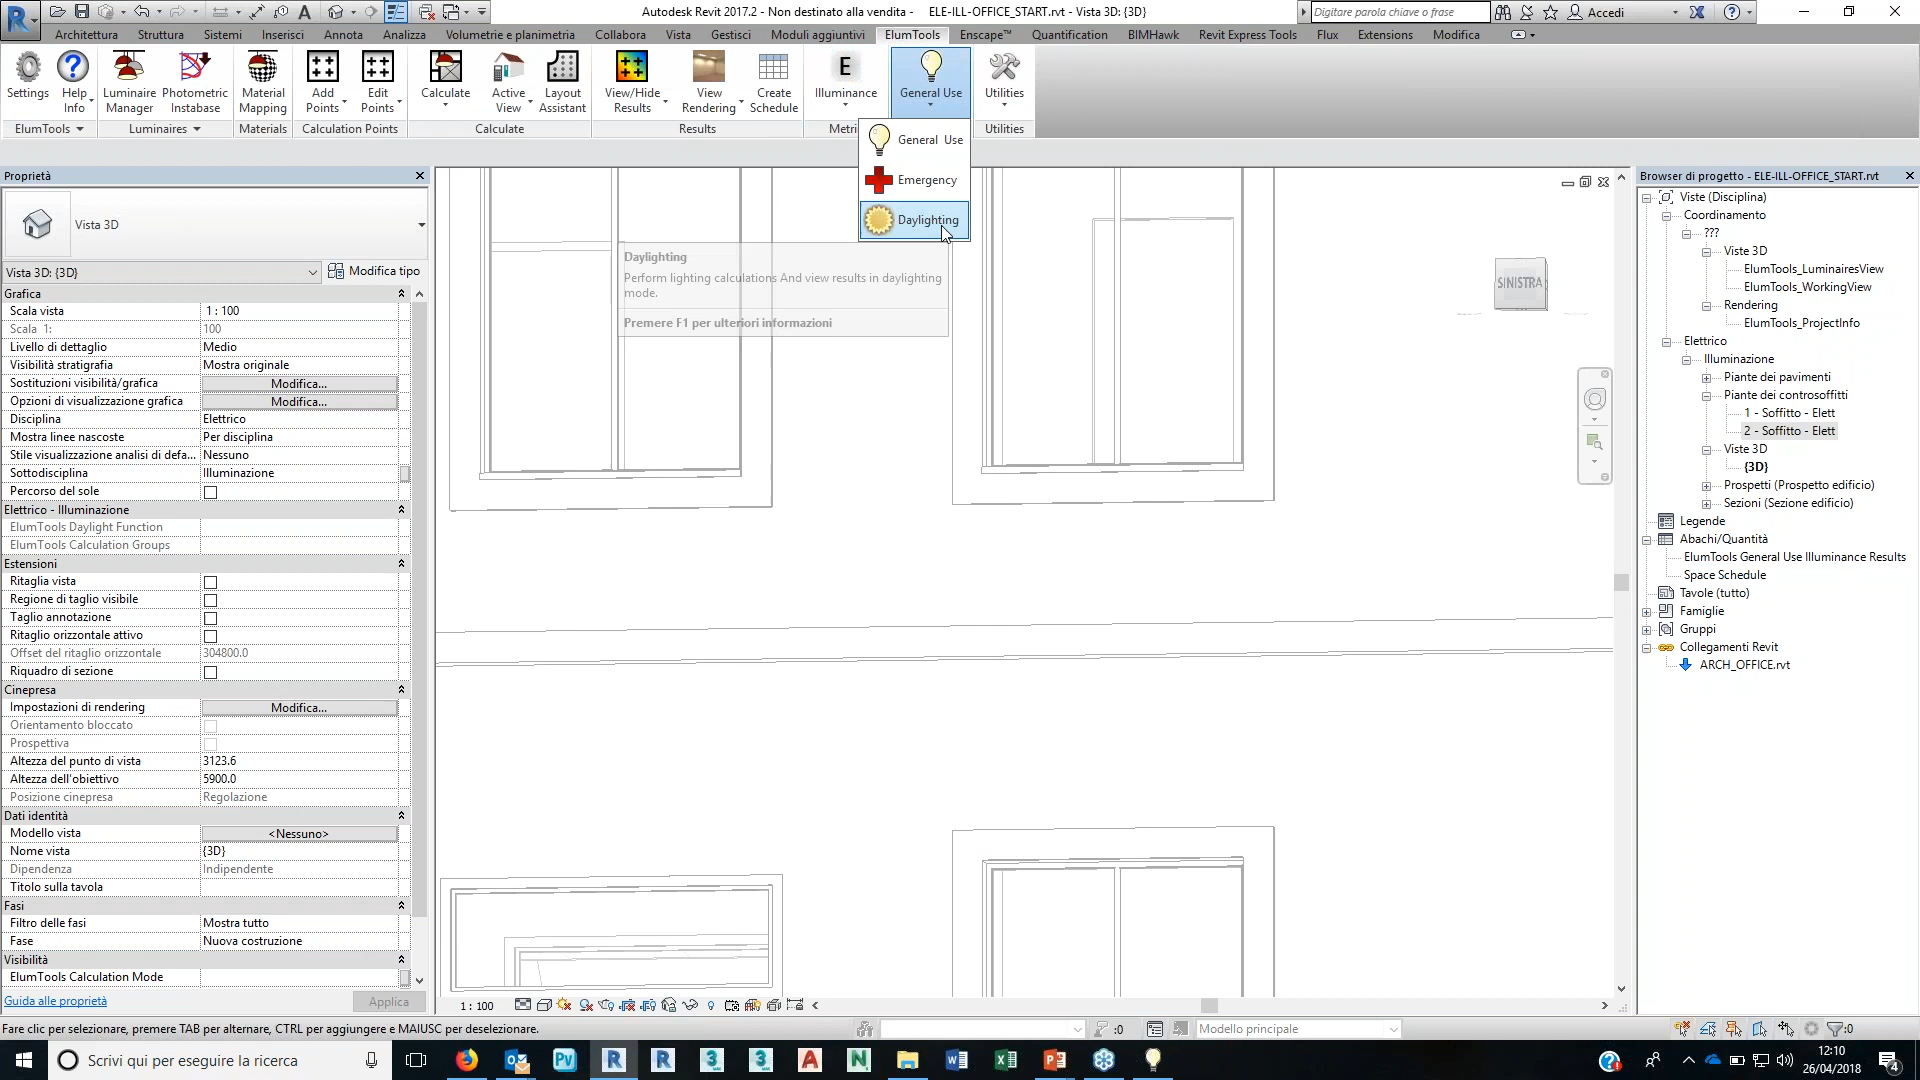 Autodesk Revit 2017.2 - Non destinato alla vendita - ELE-ILL-OFFICE_START.rvt - Vista 3D: {3D}
Digitare parola chiave o frase
Accedi
Architettura Struttura Sistemi Inserisci Annota Analizza Volumetrie e planimetria Collabora Vista Gestisci Moduli aggiuntivi ElumTools Enscape™ Quantification BIMHawk Revit Express Tools Flux Extensions Modifica
Settings
Help Info
Luminaire Manager
Photometric Instabase
Material Mapping
Add Points
Edit Points
Calculate
Active View
Layout Assistant
View/Hide Results
View Rendering
Create Schedule
E
Illuminance
General Use
Utilities
ElumTools Luminaires Materials Calculation Points Calculate Results Metri Utilities
General Use
Emergency
Daylighting
Daylighting
Perform lighting calculations And view results in daylighting
mode.
Premere F1 per ulteriori informazioni
SINISTRA
Proprietà
Vista 3D
Vista 3D: {3D} Modifica tipo
Grafica
Scala vista 1 : 100
Scala 1: 100
Livello di dettaglio Medio
Visibilità stratigrafia Mostra originale
Sostituzioni visibilità/grafica Modifica...
Opzioni di visualizzazione grafica Modifica...
Disciplina Elettrico
Mostra linee nascoste Per disciplina
Stile visualizzazione analisi di defa... Nessuno
Sottodisciplina Illuminazione
Percorso del sole
Elettrico - Illuminazione
ElumTools Daylight Function
ElumTools Calculation Groups
Estensioni
Ritaglia vista
Regione di taglio visibile
Taglio annotazione
Ritaglio orizzontale attivo
Offset del ritaglio orizzontale 304800.0
Riquadro di sezione
Cinepresa
Impostazioni di rendering Modifica...
Orientamento bloccato
Prospettiva
Altezza del punto di vista 3123.6
Altezza dell'obiettivo 5900.0
Posizione cinepresa Regolazione
Dati identità
Modello vista <Nessuno>
Nome vista {3D}
Dipendenza Indipendente
Titolo sulla tavola
Fasi
Filtro delle fasi Mostra tutto
Fase Nuova costruzione
Visibilità
ElumTools Calculation Mode
Guida alle proprietà Applica
Browser di progetto - ELE-ILL-OFFICE_START.rvt
Viste (Disciplina)
Coordinamento
???
Viste 3D
ElumTools_LuminairesView
ElumTools_WorkingView
Rendering
ElumTools_ProjectInfo
Elettrico
Illuminazione
Piante dei pavimenti
Piante dei controsoffitti
1 - Soffitto - Elett
2 - Soffitto - Elett
Viste 3D
{3D}
Prospetti (Prospetto edificio)
Sezioni (Sezione edificio)
Legende
Abachi/Quantità
ElumTools General Use Illuminance Results
Space Schedule
Tavole (tutto)
Famiglie
Gruppi
Collegamenti Revit
ARCH_OFFICE.rvt
1 : 100
Fare clic per selezionare, premere TAB per alternare, CTRL per aggiungere e MAIUSC per deselezionare.
:0
Modello principale
:0
Scrivi qui per eseguire la ricerca
12:10
26/04/2018
4